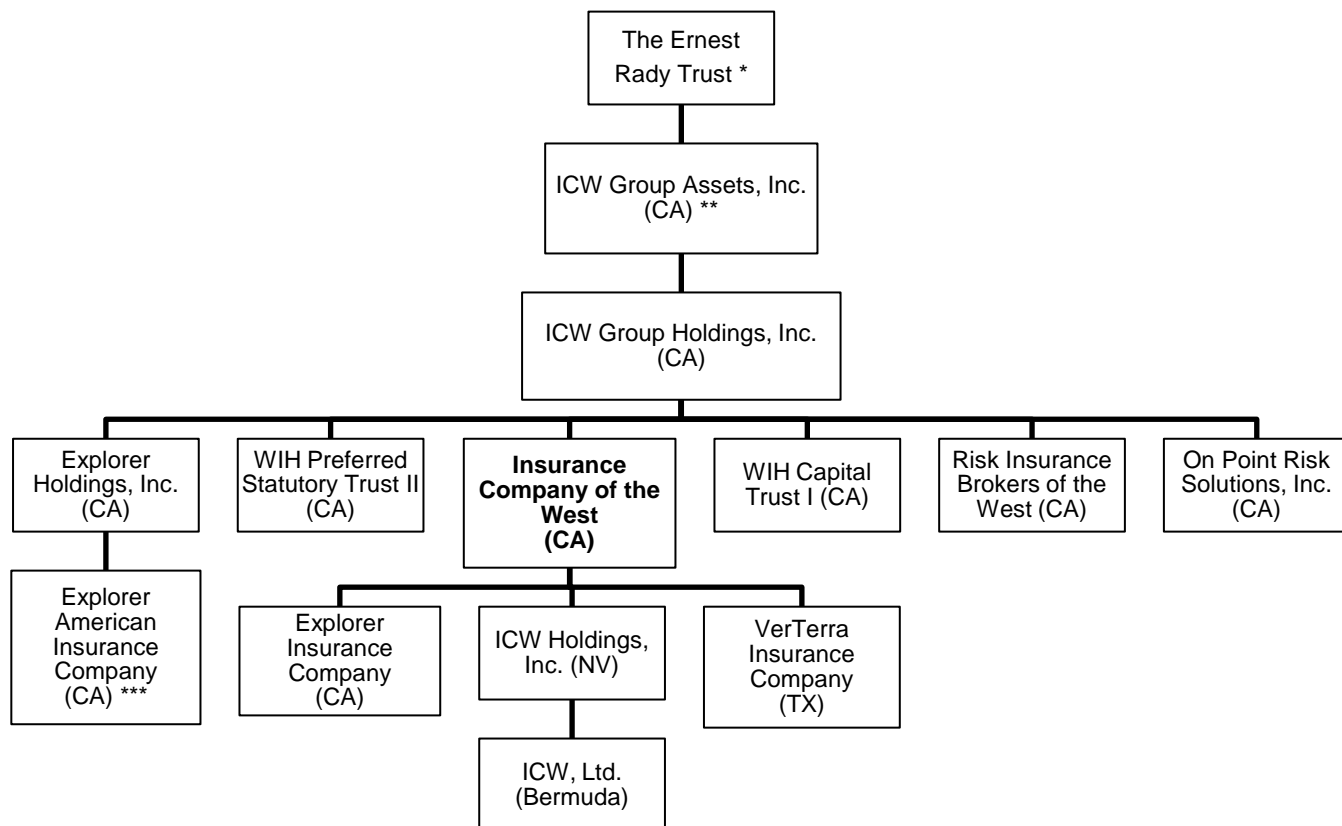 The Ernest
Rady Trust *
ICW Group Assets, Inc.
(CA) **
ICW Group Holdings, Inc.
(CA)
Explorer
Holdings, Inc.
(CA)
WIH Preferred
Statutory Trust II
(CA)
Insurance
Company of the
West
(CA)
WIH Capital
Trust I (CA)
Risk Insurance
Brokers of the
West (CA)
On Point Risk
Solutions, Inc.
(CA)
Explorer
American
Insurance
Company
(CA) ***
Explorer
Insurance
Company
(CA)
ICW Holdings,
Inc. (NV)
VerTerra
Insurance
Company
(TX)
ICW, Ltd.
(Bermuda)